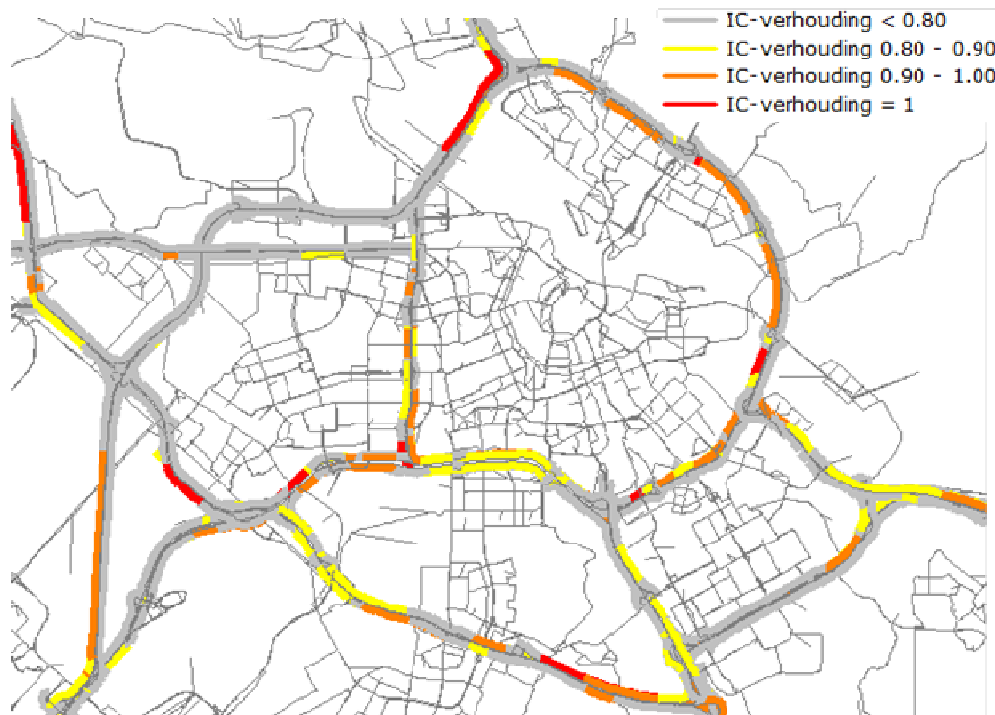 IC-verhouding < 0.80
IC-verhouding 0.80 - 0.90
IC-verhouding 0.90 - 1.00
IC-verhouding = 1